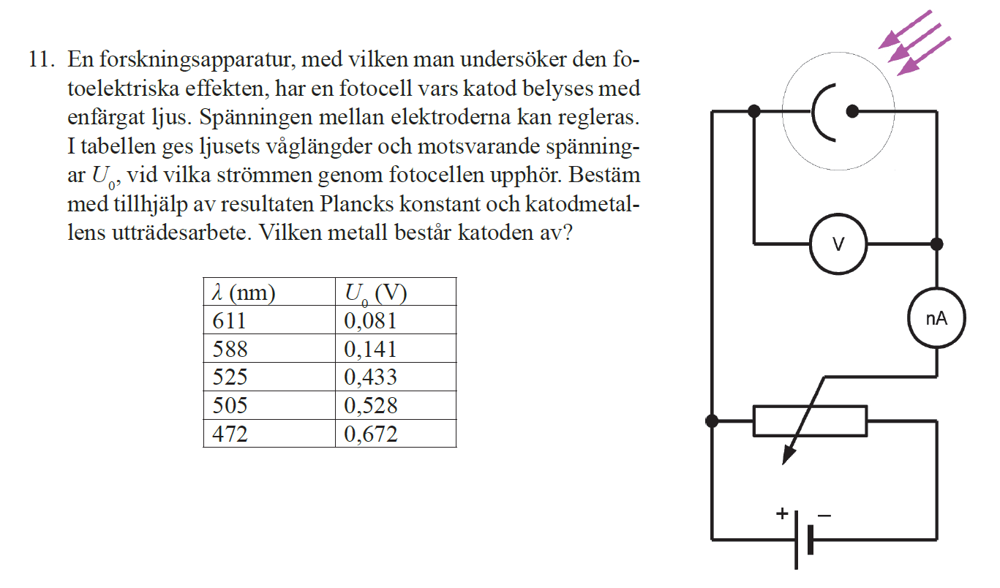 11. En forskningsapparatur, med vilken man undersöker den fo-
toelektriska effekten, har en fotocell vars katod belyses med
enfärgat ljus. Spänningen mellan elektroderna kan regleras.
I tabellen ges ljusets våglängder och motsvarande spänning-
ar U₀, vid vilka strömmen genom fotocellen upphör. Bestäm
med tillhjälp av resultaten Plancks konstant och katodmetal-
lens utträdesarbete. Vilken metall består katoden av?
λ (nm) U₀ (V)
611 0,081
588 0,141
525 0,433
505 0,528
472 0,672
V
nA
+ –